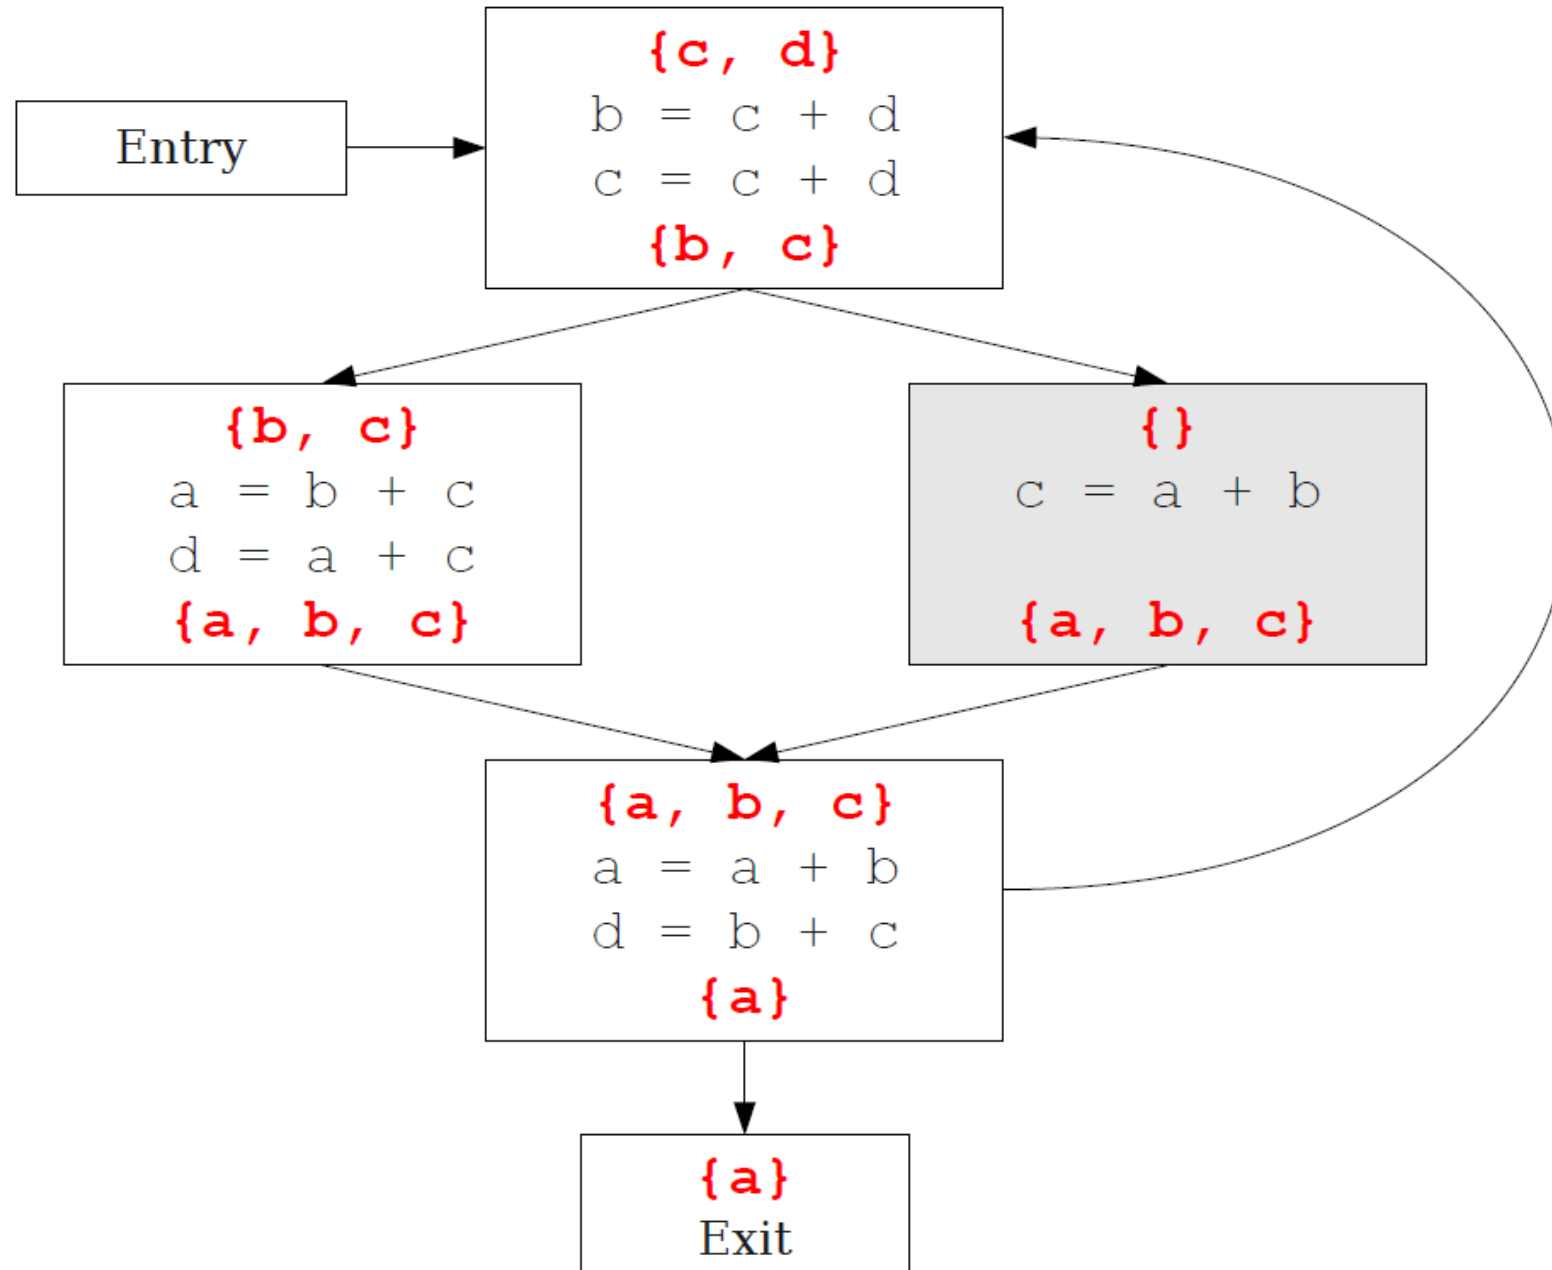 {c, d}
b = c + d
c = c + d
{b, c}
Entry
{b, c}
a = b + c
d = a + c
{a, b, c}
{}
c = a + b
{a, b, c}
{a, b, c}
a = a + b
d = b + c
{a}
{a}
Exit